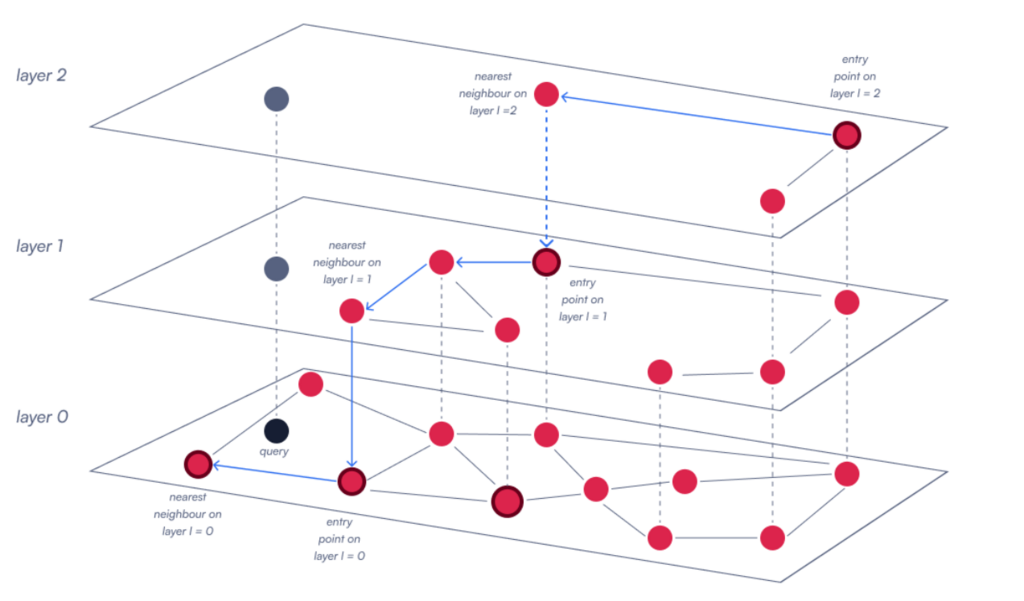 layer 2
nearest
neighbour on
layer l =2
entry
point on
layer l = 2
layer 1
nearest
neighbour on
layer l = 1
entry
point on
layer l = 1
layer 0
query
nearest
neighbour on
layer l = 0
entry
point on
layer l = 0